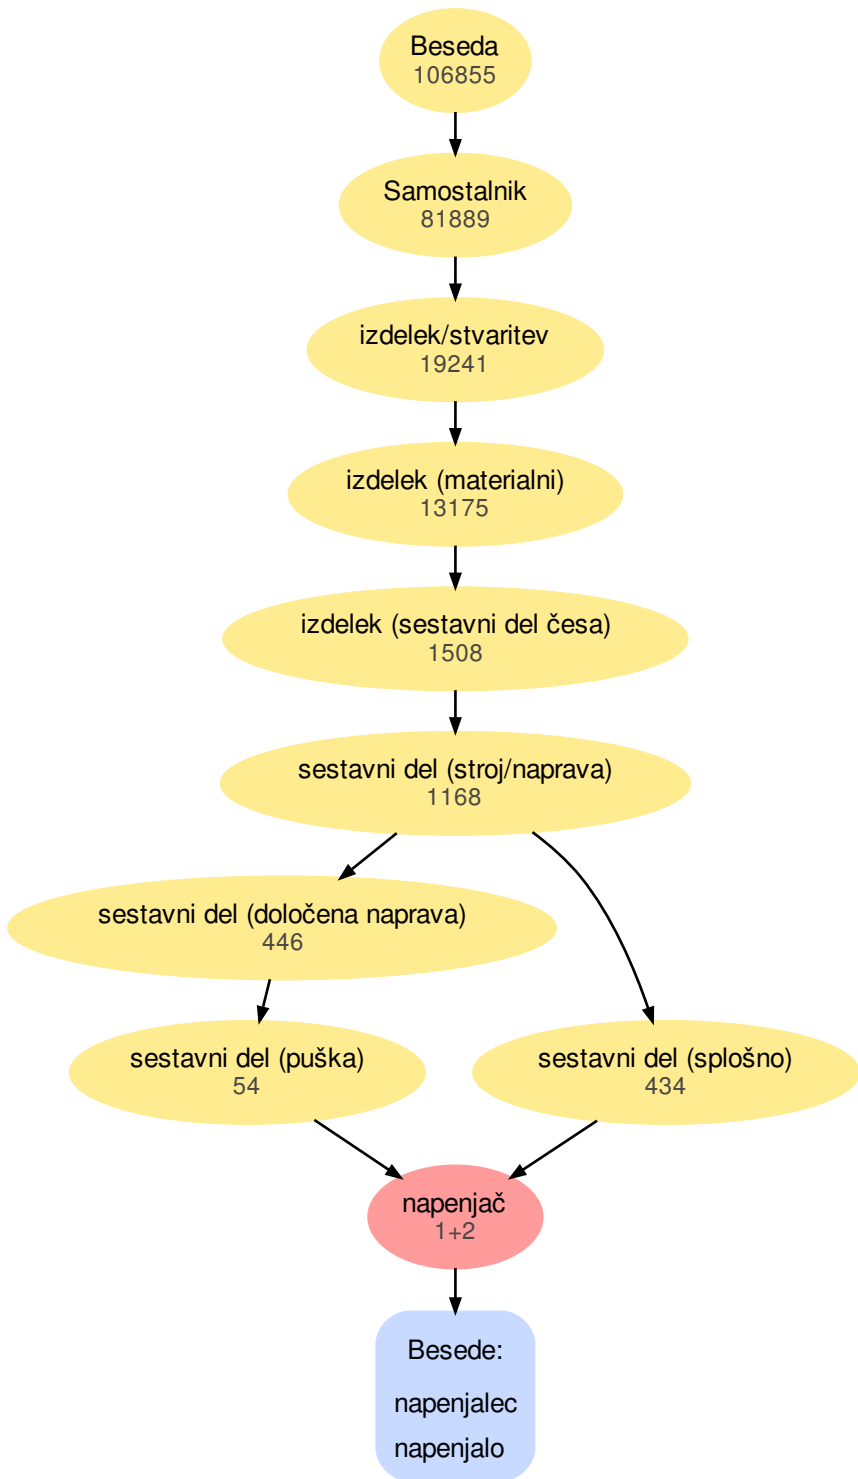 Beseda
106855
Samostalnik
81889
izdelek/stvaritev
19241
izdelek (materialni)
13175
izdelek (sestavni del česa)
1508
sestavni del (stroj/naprava)
1168
sestavni del (določena naprava)
446
sestavni del (puška)
54
sestavni del (splošno)
434
napenjač
1+2
Besede:
napenjalec
napenjalo